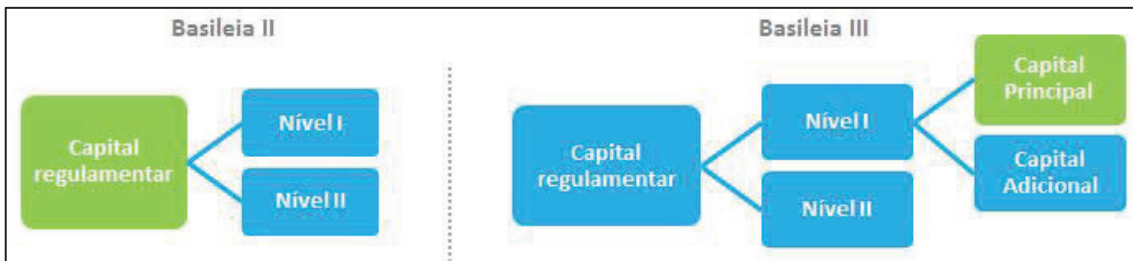 Basileia II
Capital
regulamentar
Nível I
Nível II
Basileia III
Capital
regulamentar
Nível I
Nível II
Capital
Principal
Capital
Adicional